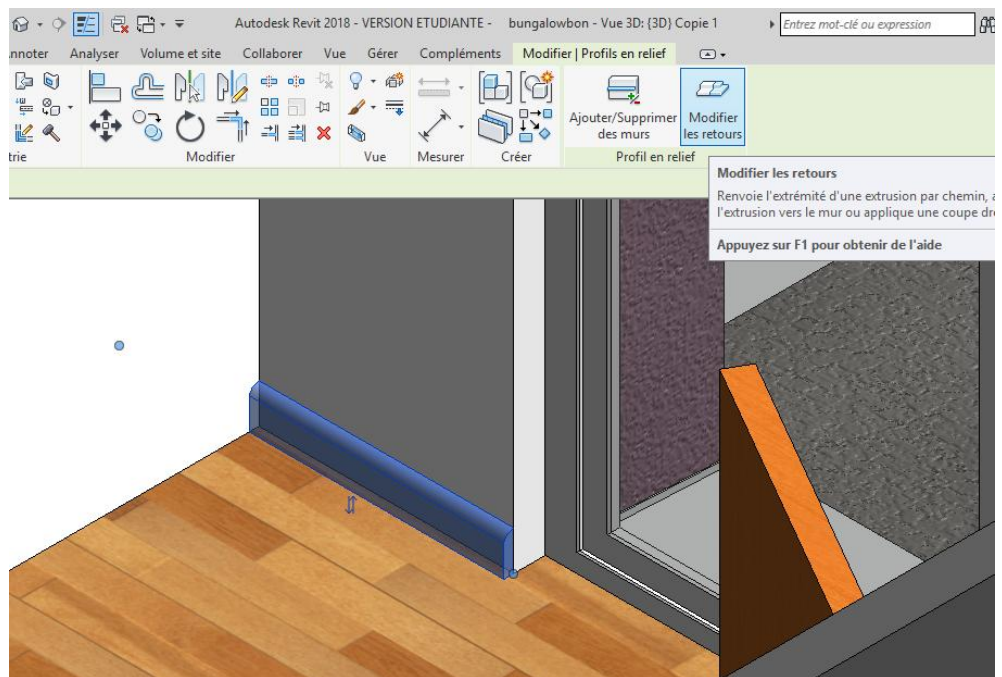 Autodesk Revit 2018 - VERSION ETUDIANTE - bungalowbon - Vue 3D: {3D} Copie 1
Entrez mot-clé ou expression
Analyser Volume et site Collaborer Vue Gérer Compléments Modifier | Profils en relief
Ajouter/Supprimer
des murs
Modifier
les retours
Modifier Vue Mesurer Créer Profil en relief
Modifier les retours
Renvoie l'extrémité d'une extrusion par chemin,
l'extrusion vers le mur ou applique une coupe
Appuyez sur F1 pour obtenir de l'aide